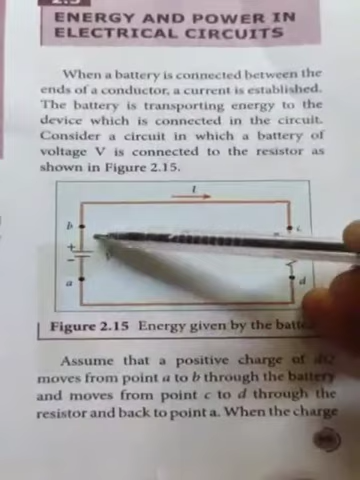 ENERGY AND POWER IN
ELECTRICAL CIRCUITS
When a battery is connected between the
ends of a conductor, a current is established.
The battery is transporting energy to the
device which is connected in the circuit.
Consider a circuit in which a battery of
voltage V is connected to the resistor as
shown in Figure 2.15.
I
b
c
+
−
a
d
Figure 2.15 Energy given by the
Assume that a positive charge of dQ
moves from point a to b through the battery
and moves from point c to d through the
resistor and back to point a. When the charge